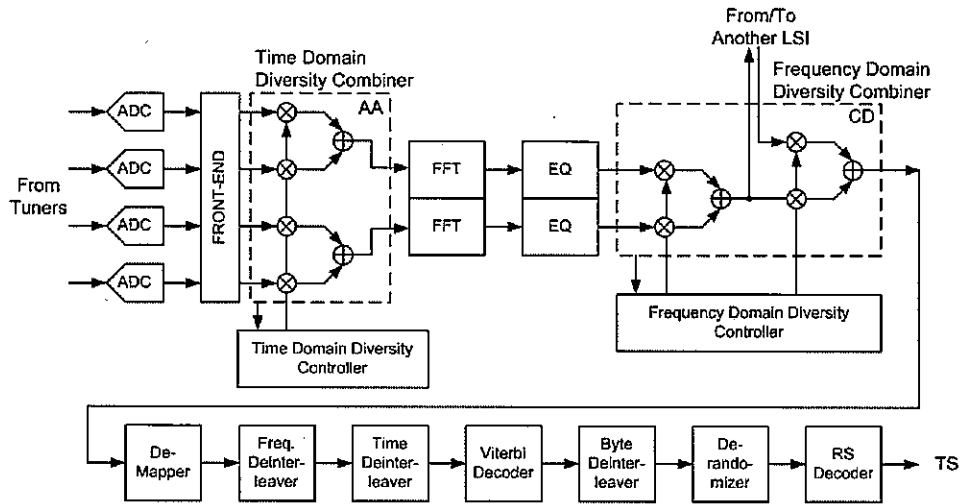 From/To
Another LSI
Time Domain
Diversity Combiner
Frequency Domain
Diversity Combiner
AA
CD
ADC
ADC
ADC
ADC
From
Tuners
FRONT-END
FFT
FFT
EQ
EQ
Time Domain Diversity
Controller
Frequency Domain Diversity
Controller
De-
Mapper
Freq.
Deinter-
leaver
Time
Deinter-
leaver
Viterbi
Decoder
Byte
Deinter-
leaver
De-
rando-
mizer
RS
Decoder
TS